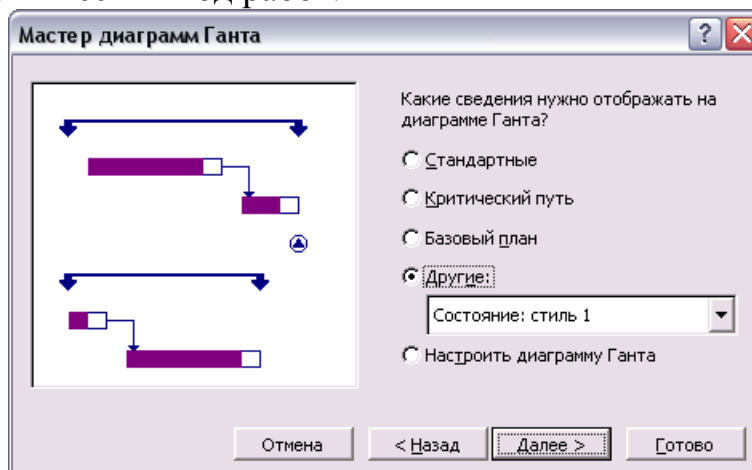 Мастер диаграмм Ганта
Какие сведения нужно отображать на
диаграмме Ганта?
Стандартные
Критический путь
Базовый план
Другие:
Состояние: стиль 1
Настроить диаграмму Ганта
Отмена
< Назад
Далее >
Готово